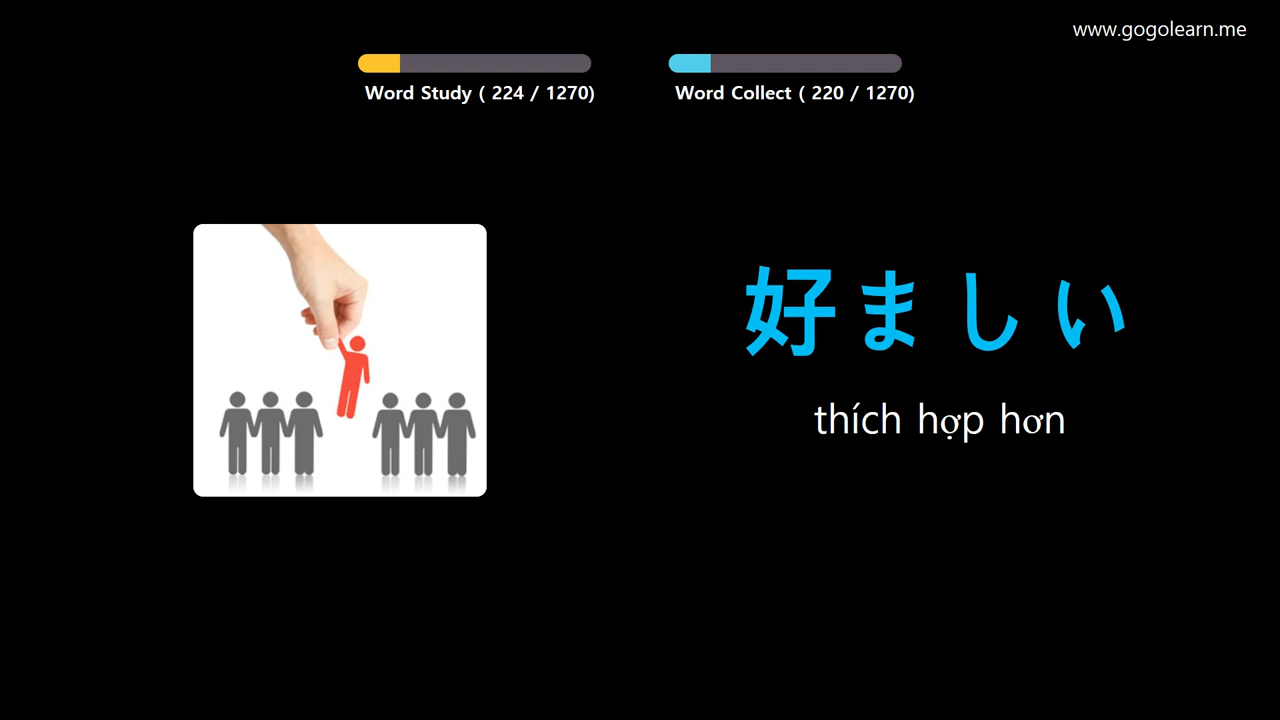 www.gogolearn.me
Word Study ( 224 / 1270)
Word Collect ( 220 / 1270)
好ましい
thích hợp hơn